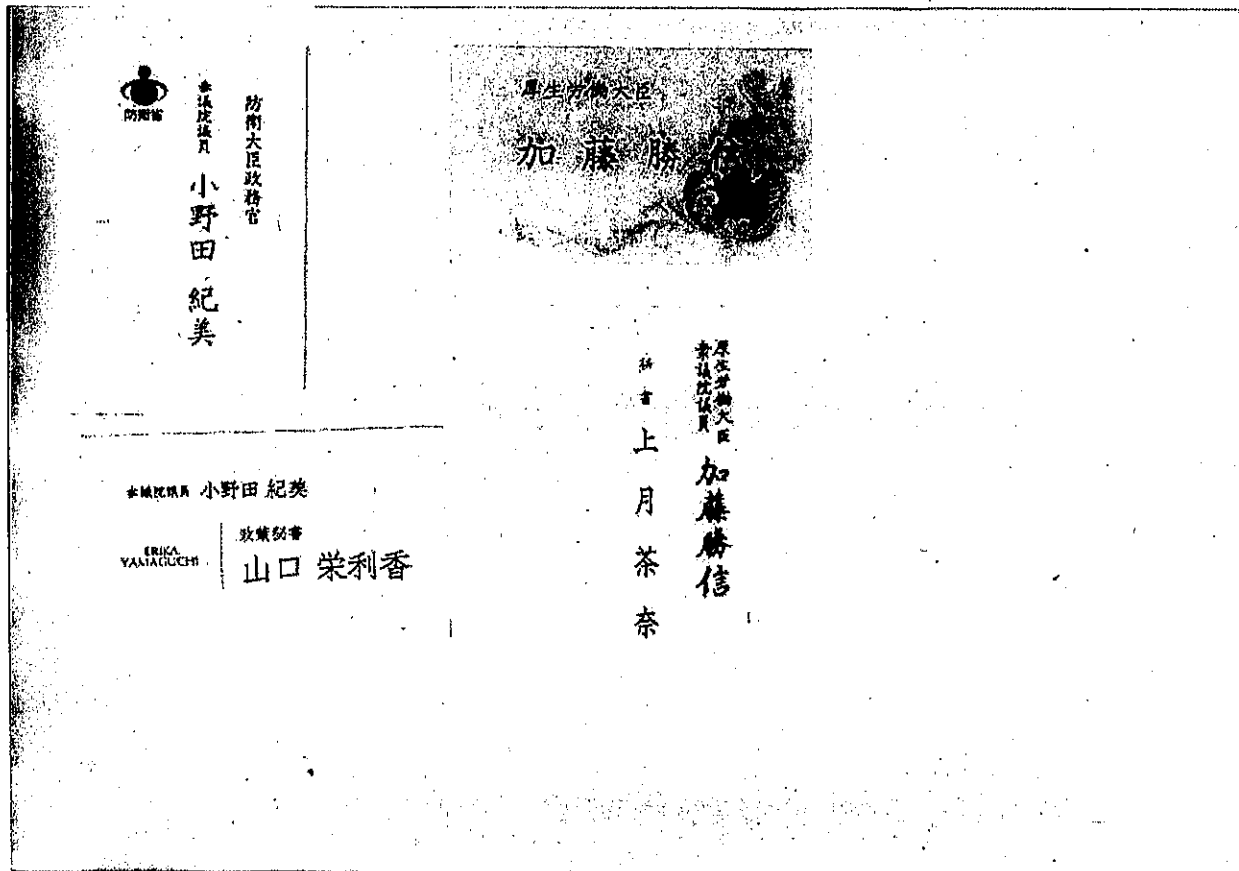 防衛省
防衛大臣政務官
参議院議員 小野田 紀美
参議院議員 小野田 紀美
政策秘書
ERIKA
YAMAGUCHI
山口 栄利香
厚生労働大臣
加藤勝信
厚生労働大臣
衆議院議員 加藤勝信
秘書 上月茶奈